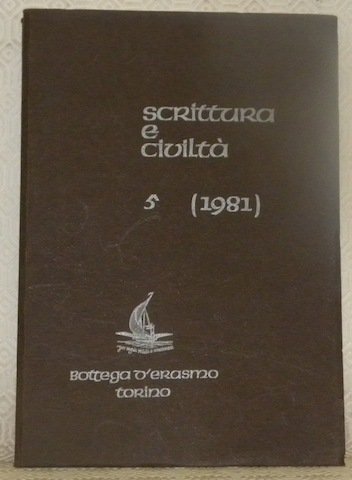 Scrittura
e
civiltà
5 (1981)
Bottega d'Erasmo
Torino